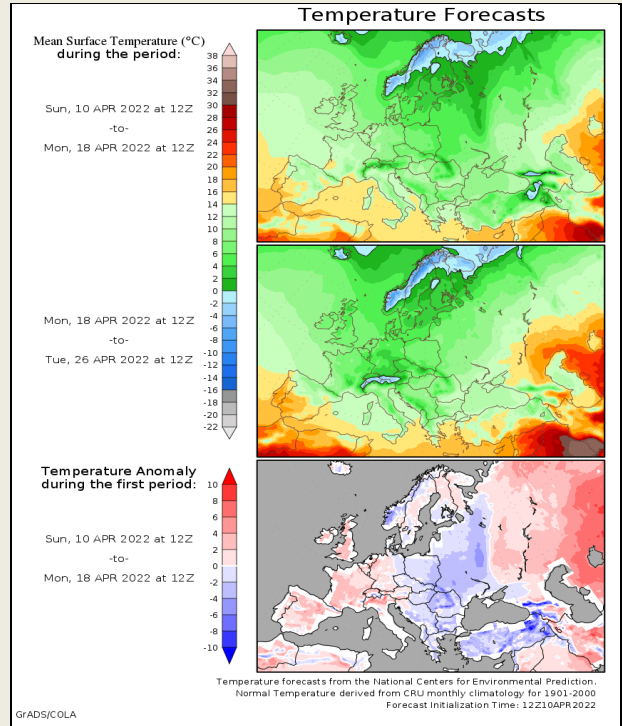 Temperature Forecasts
Mean Surface Temperature (°C)
during the period:
38
36
34
32
30
28
26
24
22
20
18
16
14
12
10
8
6
4
2
0
-2
-4
-6
-8
-10
-12
-14
-16
-18
-20
-22
Sun, 10 APR 2022 at 12Z
-to-
Mon, 18 APR 2022 at 12Z
Mon, 18 APR 2022 at 12Z
-to-
Tue, 26 APR 2022 at 12Z
Temperature Anomaly
during the first period:
10
8
6
4
2
0
-2
-4
-6
-8
-10
Sun, 10 APR 2022 at 12Z
-to-
Mon, 18 APR 2022 at 12Z
Temperature forecasts from the National Centers for Environmental Prediction.
Normal Temperature derived from CRU monthly climatology for 1901-2000
Forecast Initialization Time: 12Z10APR2022
GrADS/COLA